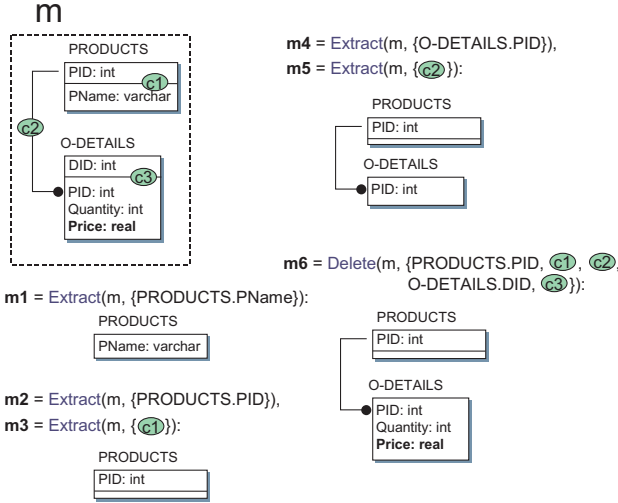 m
PRODUCTS
PID: int
c1
PName: varchar
c2
O-DETAILS
DID: int
c3
PID: int
Quantity: int
Price: real
m1 = Extract(m, {PRODUCTS.PName}):
PRODUCTS
PName: varchar
m2 = Extract(m, {PRODUCTS.PID}),
m3 = Extract(m, {c1}):
PRODUCTS
PID: int
m4 = Extract(m, {O-DETAILS.PID}),
m5 = Extract(m, {c2}):
PRODUCTS
PID: int
O-DETAILS
PID: int
m6 = Delete(m, {PRODUCTS.PID, c1, c2,
O-DETAILS.DID, c3}):
PRODUCTS
PID: int
O-DETAILS
PID: int
Quantity: int
Price: real